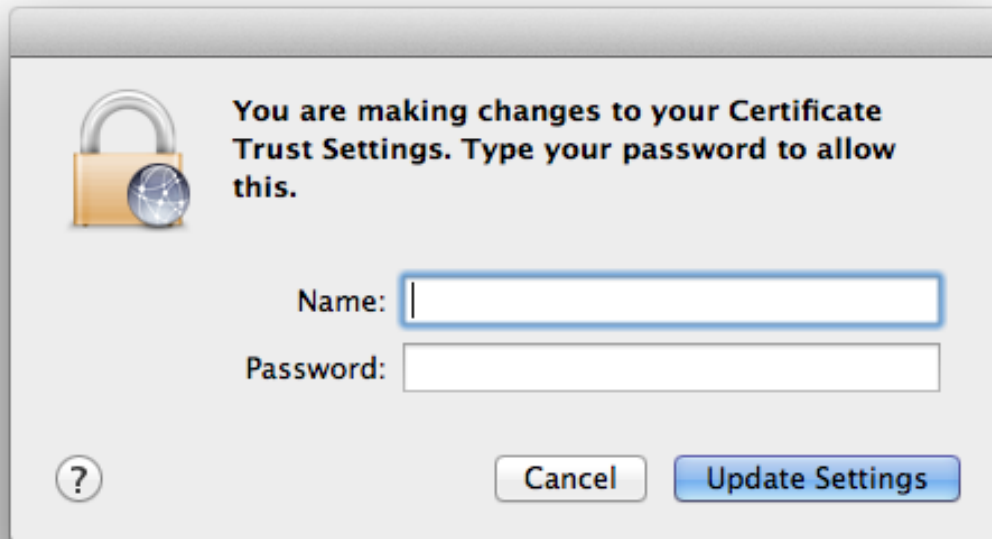 You are making changes to your Certificate
Trust Settings. Type your password to allow
this.
Name:
Password:
?
Cancel
Update Settings